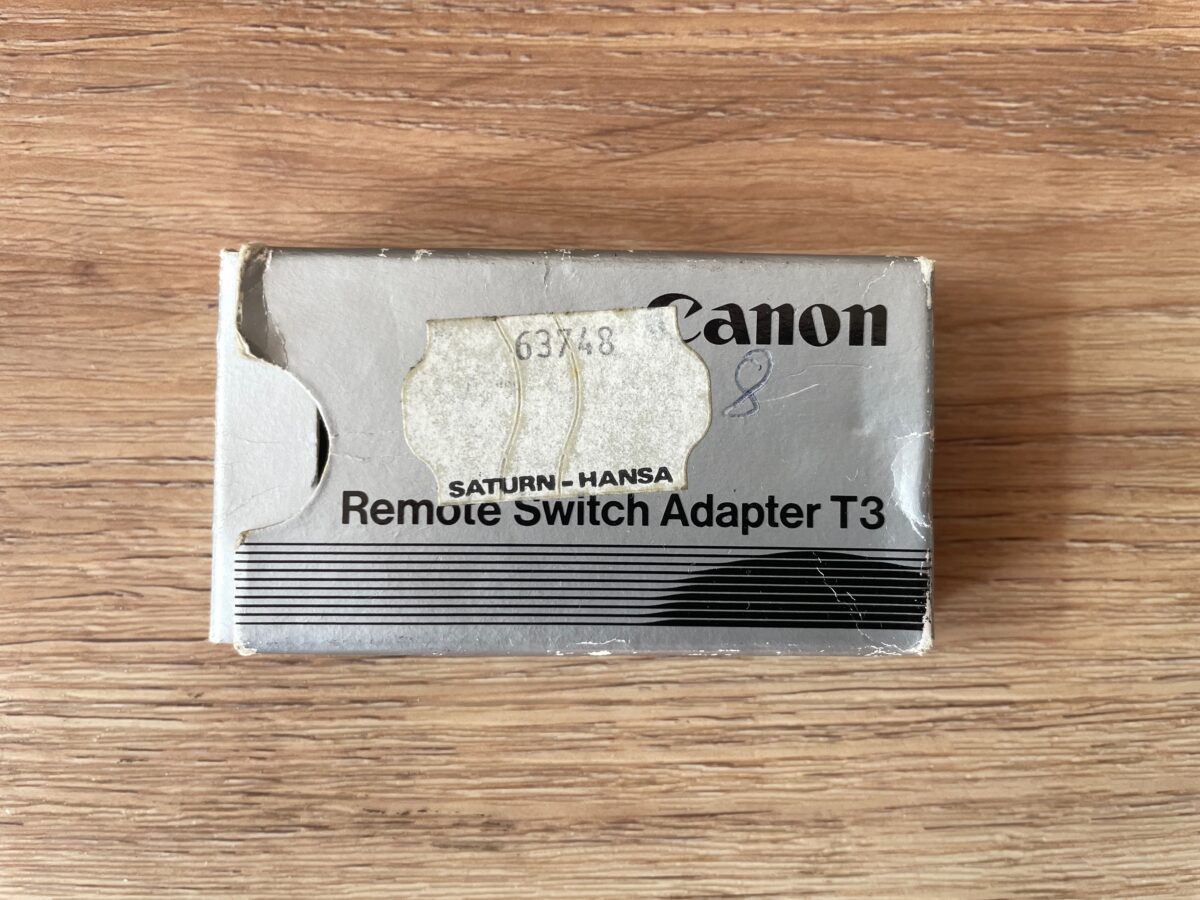 Canon
63748
8
SATURN-HANSA
Remote Switch Adapter T3